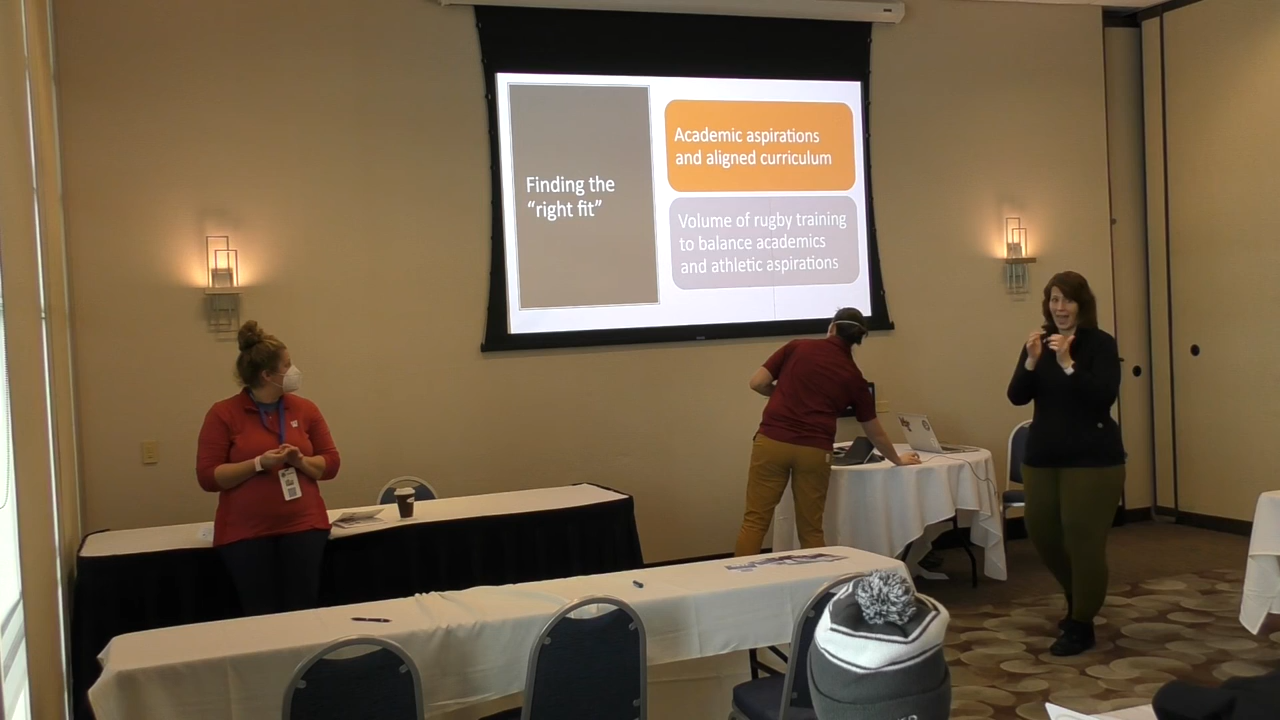 Finding the
“right fit”
Academic aspirations
and aligned curriculum
Volume of rugby training
to balance academics
and athletic aspirations